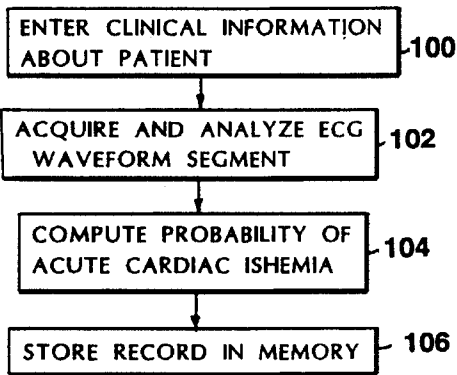 ENTER CLINICAL INFORMATION
ABOUT PATIENT
100
ACQUIRE AND ANALYZE ECG
WAVEFORM SEGMENT
102
COMPUTE PROBABILITY OF
ACUTE CARDIAC ISHEMIA
104
STORE RECORD IN MEMORY
106